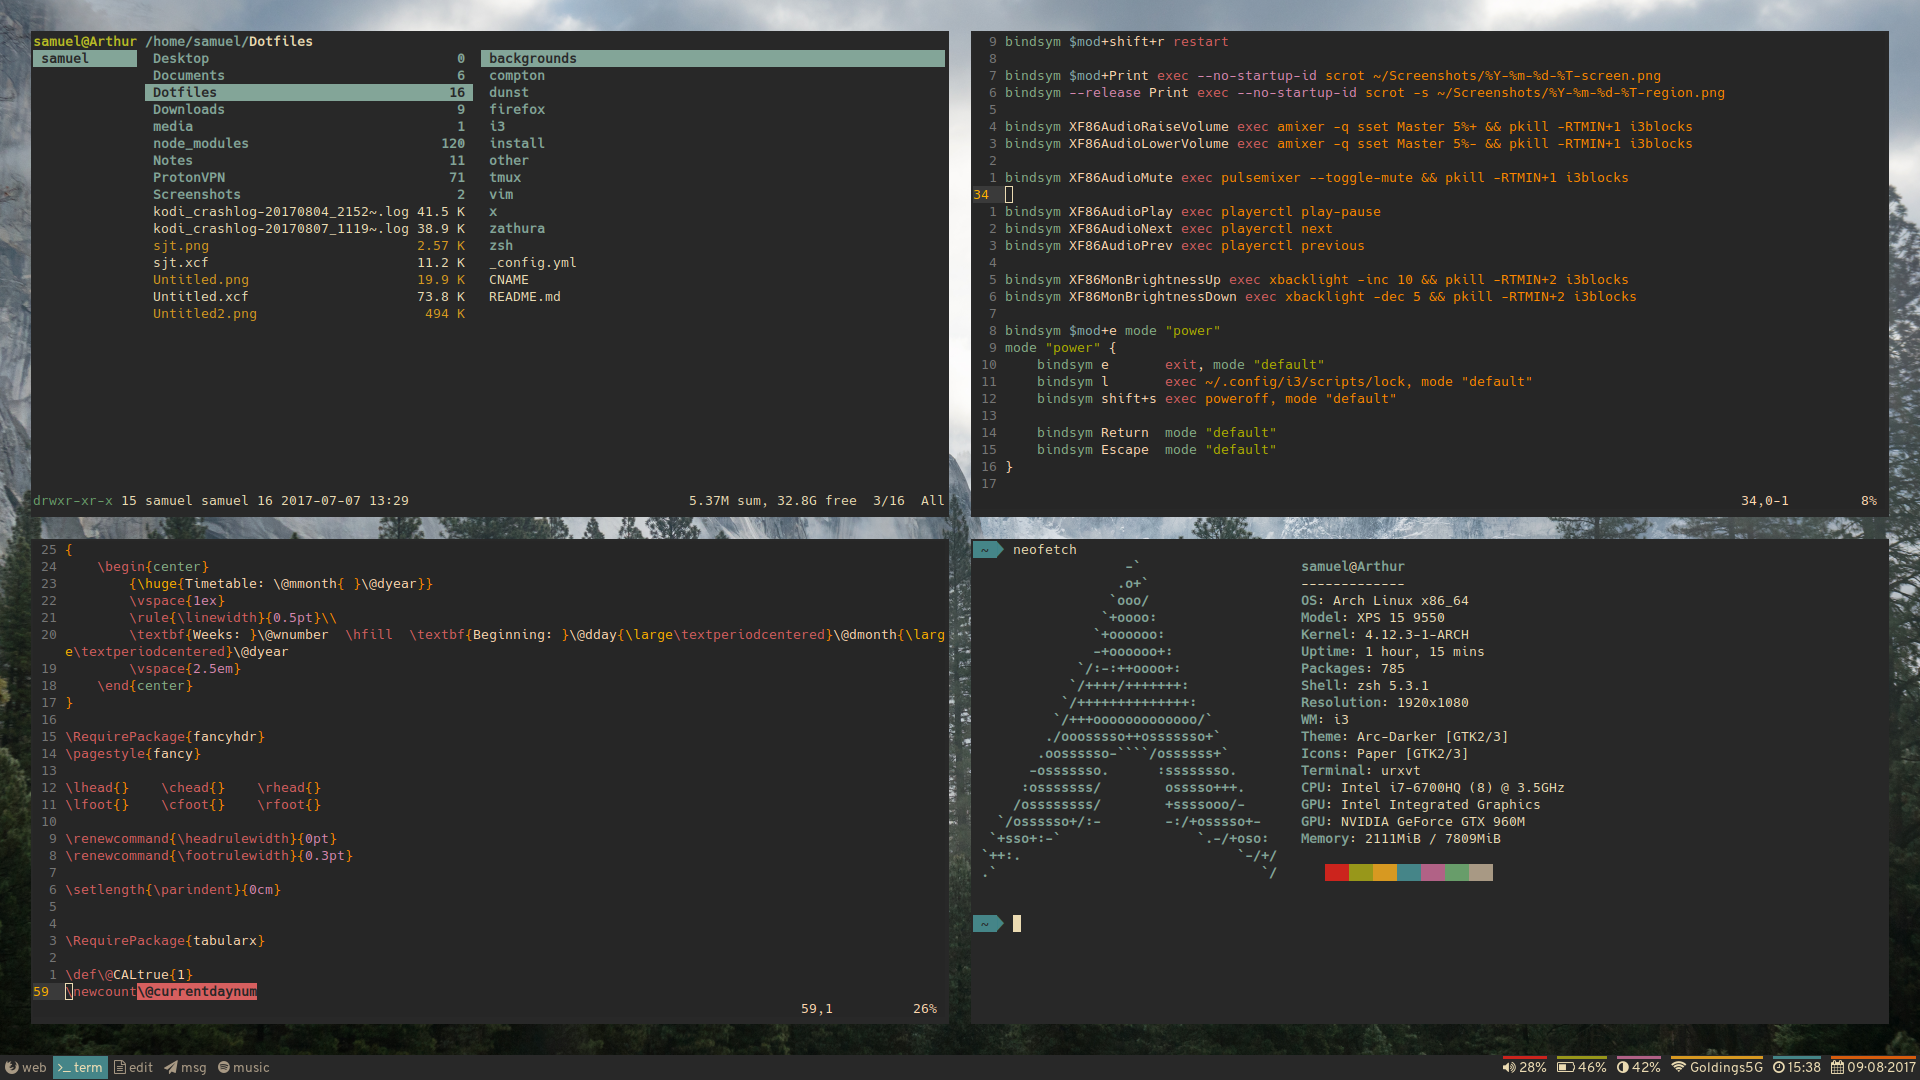 samuel@Arthur /home/samuel/Dotfiles
samuel
Desktop 0
Documents 6
Dotfiles 16
Downloads 9
media 1
node_modules 120
Notes 11
ProtonVPN 71
Screenshots 2
kodi_crashlog-20170804_2152~.log 41.5 K
kodi_crashlog-20170807_1119~.log 38.9 K
sjt.png 2.57 K
sjt.xcf 11.2 K
Untitled.png 19.9 K
Untitled.xcf 73.8 K
Untitled2.png 494 K
backgrounds
compton
dunst
firefox
i3
install
other
tmux
vim
x
zathura
zsh
_config.yml
CNAME
README.md
drwxr-xr-x 15 samuel samuel 16 2017-07-07 13:29 5.37M sum, 32.8G free 3/16 All
9 bindsym $mod+shift+r restart
8
7 bindsym $mod+Print exec --no-startup-id scrot ~/Screenshots/%Y-%m-%d-%T-screen.png
6 bindsym --release Print exec --no-startup-id scrot -s ~/Screenshots/%Y-%m-%d-%T-region.png
5
4 bindsym XF86AudioRaiseVolume exec amixer -q sset Master 5%+ && pkill -RTMIN+1 i3blocks
3 bindsym XF86AudioLowerVolume exec amixer -q sset Master 5%- && pkill -RTMIN+1 i3blocks
2
1 bindsym XF86AudioMute exec pulsemixer --toggle-mute && pkill -RTMIN+1 i3blocks
34
1 bindsym XF86AudioPlay exec playerctl play-pause
2 bindsym XF86AudioNext exec playerctl next
3 bindsym XF86AudioPrev exec playerctl previous
4
5 bindsym XF86MonBrightnessUp exec xbacklight -inc 10 && pkill -RTMIN+2 i3blocks
6 bindsym XF86MonBrightnessDown exec xbacklight -dec 5 && pkill -RTMIN+2 i3blocks
7
8 bindsym $mod+e mode "power"
9 mode "power" {
10 bindsym e exit, mode "default"
11 bindsym l exec ~/.config/i3/scripts/lock, mode "default"
12 bindsym shift+s exec poweroff, mode "default"
13
14 bindsym Return mode "default"
15 bindsym Escape mode "default"
16 }
17
34,0-1 8%
25 {
24 \begin{center}
23 {\huge{Timetable: \@mmonth{ }\@dyear}}
22 \vspace{1ex}
21 \rule{\linewidth}{0.5pt}\\
20 \textbf{Weeks: }\@wnumber \hfill \textbf{Beginning: }\@dday{\large\textperiodcentered}\@dmonth{\larg
e\textperiodcentered}\@dyear
19 \vspace{2.5em}
18 \end{center}
17 }
16
15 \RequirePackage{fancyhdr}
14 \pagestyle{fancy}
13
12 \lhead{} \chead{} \rhead{}
11 \lfoot{} \cfoot{} \rfoot{}
10
9 \renewcommand{\headrulewidth}{0pt}
8 \renewcommand{\footrulewidth}{0.3pt}
7
6 \setlength{\parindent}{0cm}
5
4
3 \RequirePackage{tabularx}
2
1 \def\@CALtrue{1}
59 \newcount\@currentdaynum
59,1 26%
~ neofetch
-`
.o+`
`ooo/
`+oooo:
`+oooooo:
-+oooooo+:
`/:-:++oooo+:
`/++++/+++++++:
`/++++++++++++++:
`/+++ooooooooooooo/`
./ooosssso++osssssso+`
.oossssso-````/ossssss+`
-osssssso. :ssssssso.
:osssssss/ osssso+++.
/ossssssss/ +ssssooo/-
`/ossssso+/:- -:/+osssso+-
`+sso+:-` `.-/+oso:
`++:. `-/+/
.` `/
samuel@Arthur
-------------
OS: Arch Linux x86_64
Model: XPS 15 9550
Kernel: 4.12.3-1-ARCH
Uptime: 1 hour, 15 mins
Packages: 785
Shell: zsh 5.3.1
Resolution: 1920x1080
WM: i3
Theme: Arc-Darker [GTK2/3]
Icons: Paper [GTK2/3]
Terminal: urxvt
CPU: Intel i7-6700HQ (8) @ 3.5GHz
GPU: Intel Integrated Graphics
GPU: NVIDIA GeForce GTX 960M
Memory: 2111MiB / 7809MiB
~
web >_ term edit msg music 28% 46% 42% Goldings5G 15:38 09·08·2017